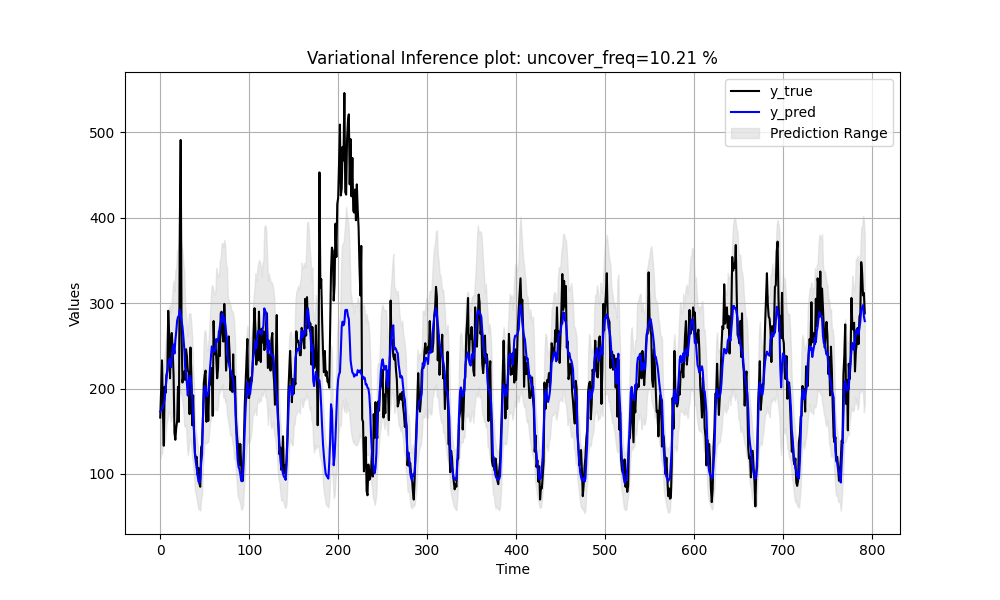 Variational Inference plot: uncover_freq=10.21 %
y_true
y_pred
Prediction Range
Values
500
400
300
200
100
0 100 200 300 400 500 600 700 800
Time